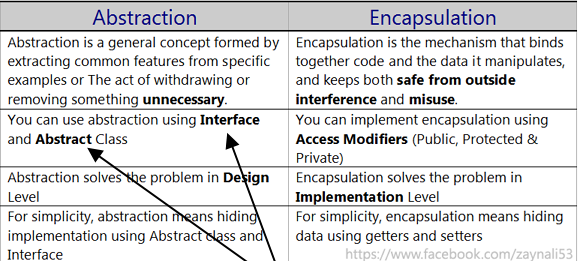 Abstraction
Encapsulation
Abstraction is a general concept formed by
extracting common features from specific
examples or The act of withdrawing or
removing something unnecessary.
Encapsulation is the mechanism that binds
together code and the data it manipulates,
and keeps both safe from outside
interference and misuse.
You can use abstraction using Interface
and Abstract Class
You can implement encapsulation using
Access Modifiers (Public, Protected &
Private)
Abstraction solves the problem in Design
Level
Encapsulation solves the problem in
Implementation Level
For simplicity, abstraction means hiding
implementation using Abstract class and
Interface
For simplicity, encapsulation means hiding
data using getters and setters
https://www.facebook.com/zaynali53